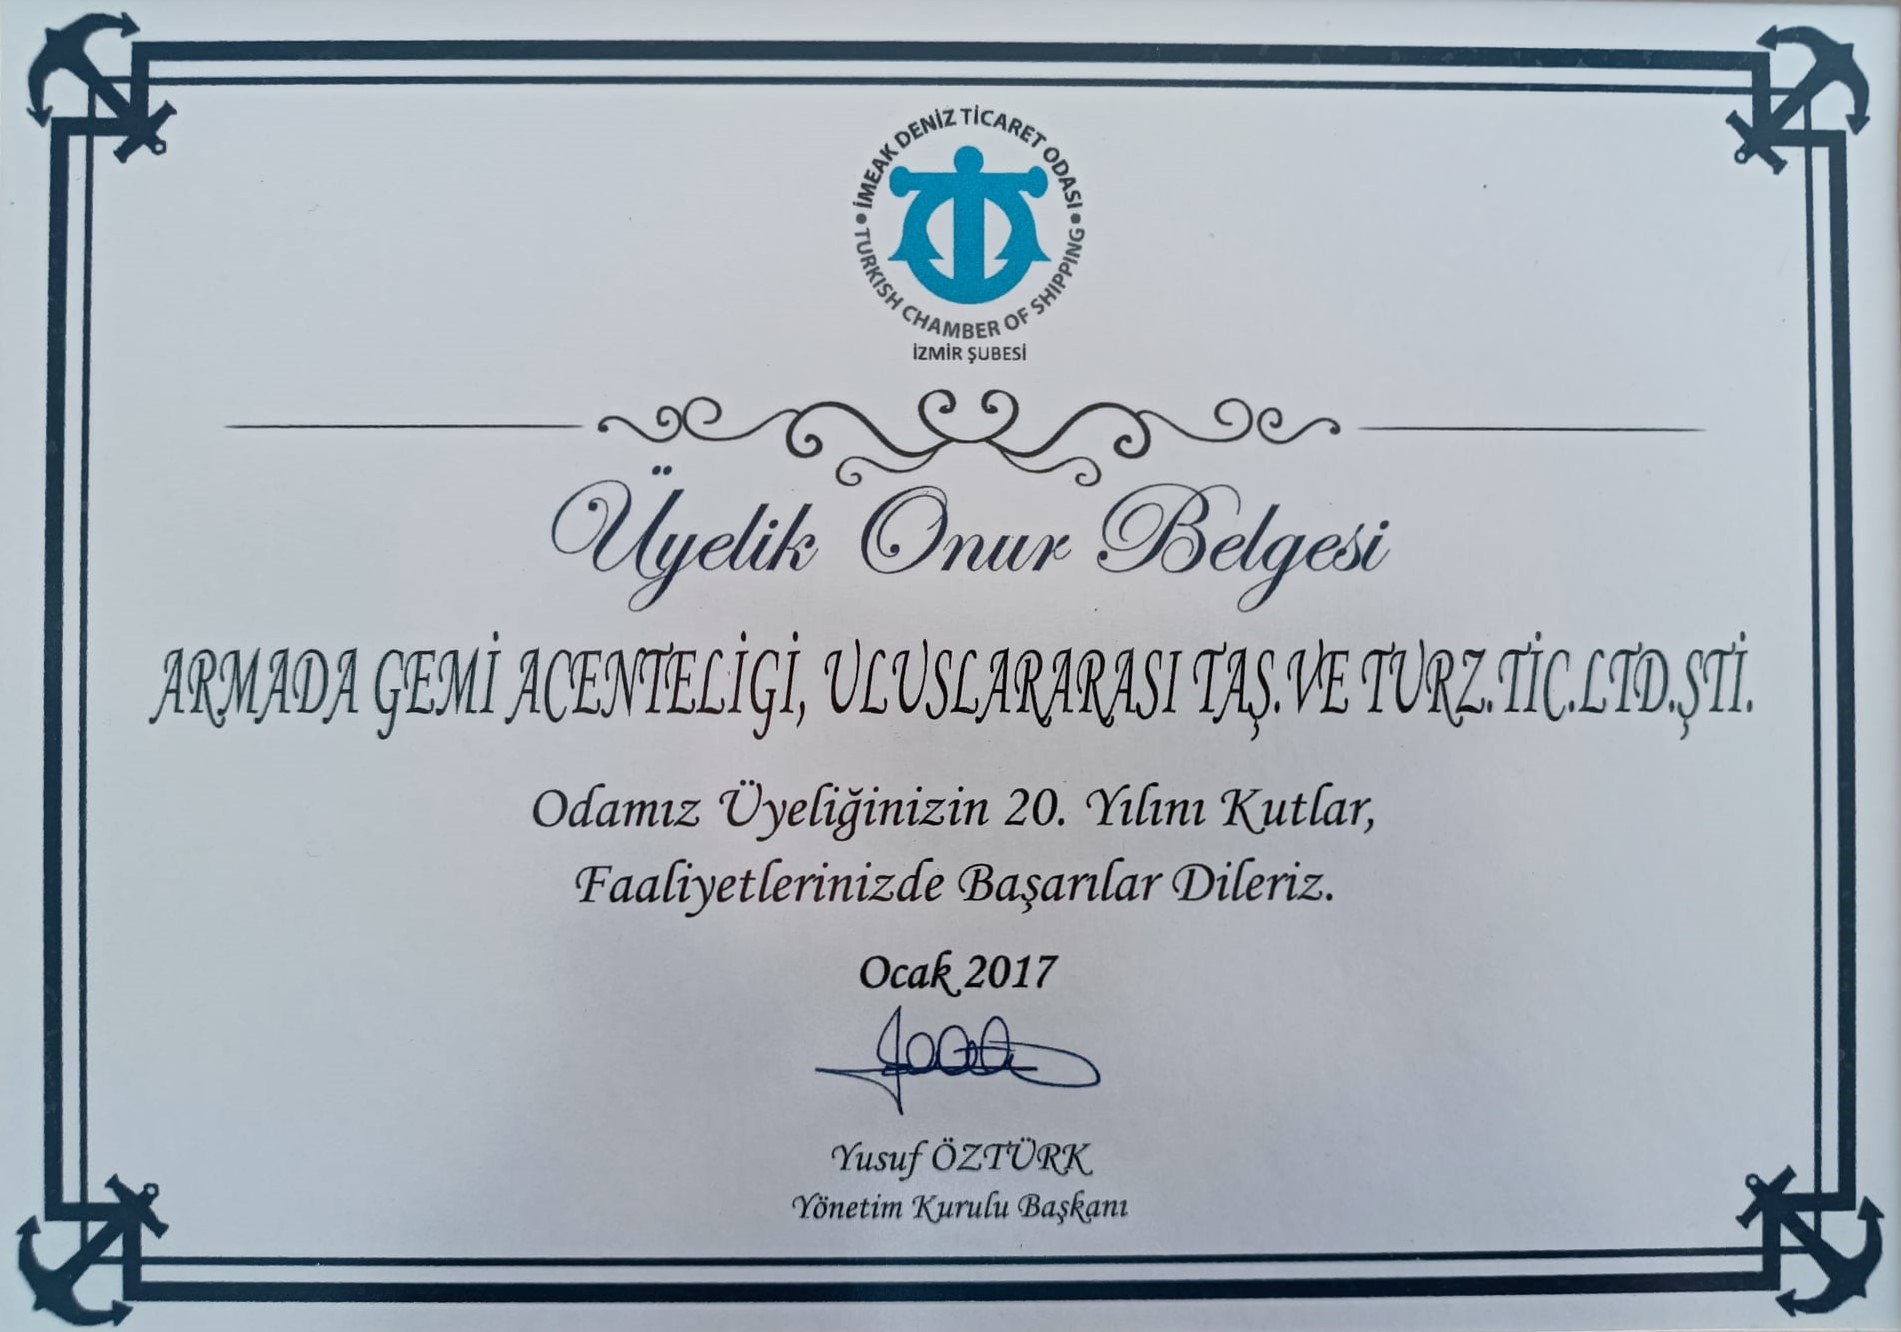 İMEAK DENİZ TİCARET ODASI
TURKISH CHAMBER OF SHIPPING
İZMİR ŞUBESİ
Üyelik Onur Belgesi
ARMADA GEMİ ACENTELİGİ, ULUSLARARASI TAŞ.VE TURZ.TİC.LTD.ŞTİ.
Odamız Üyeliğinizin 20. Yılını Kutlar,
Faaliyetlerinizde Başarılar Dileriz.
Ocak 2017
Yusuf ÖZTÜRK
Yönetim Kurulu Başkanı